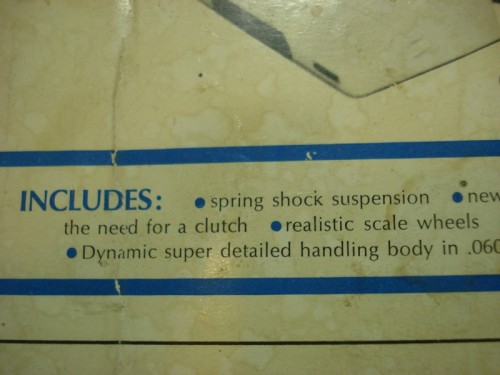 INCLUDES: • spring shock suspension • new
the need for a clutch • realistic scale wheels
• Dynamic super detailed handling body in .060